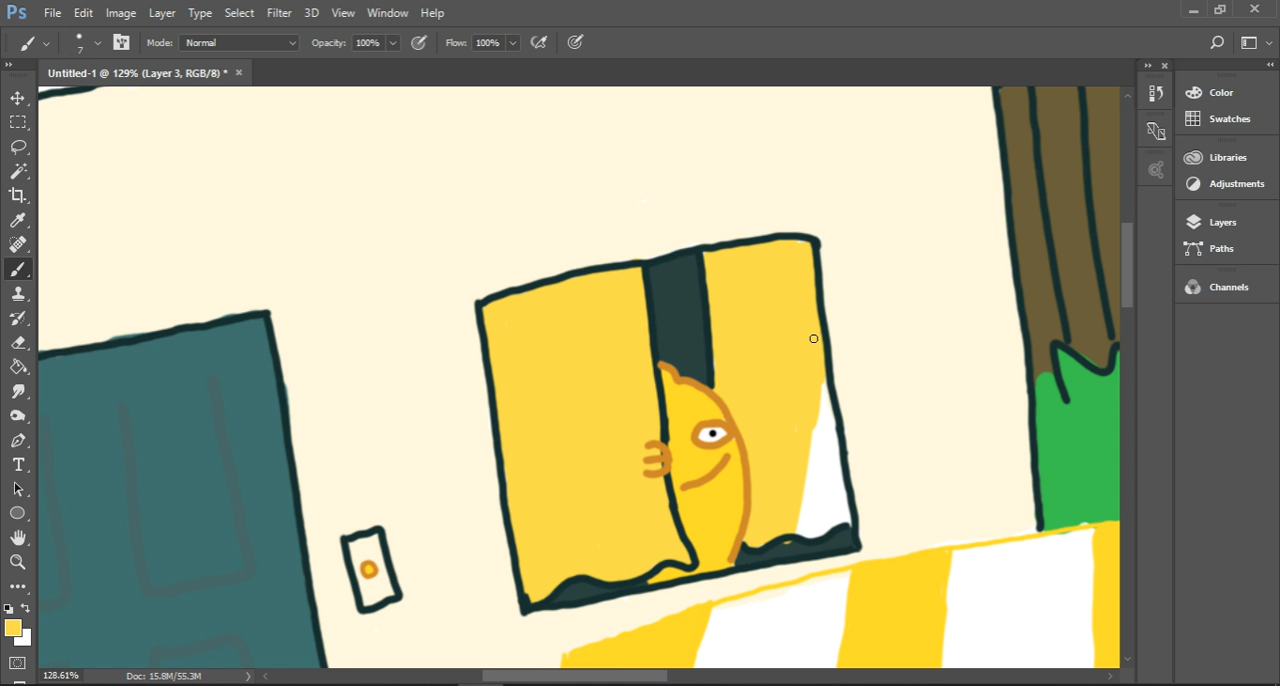 Ps File Edit Image Layer Type Select Filter 3D View Window Help
7 Mode: Normal Opacity: 100% Flow: 100%
Untitled-1 @ 129% (Layer 3, RGB/8) * ×
Color
Swatches
Libraries
Adjustments
Layers
Paths
Channels
128.61% Doc: 15.8M/55.3M